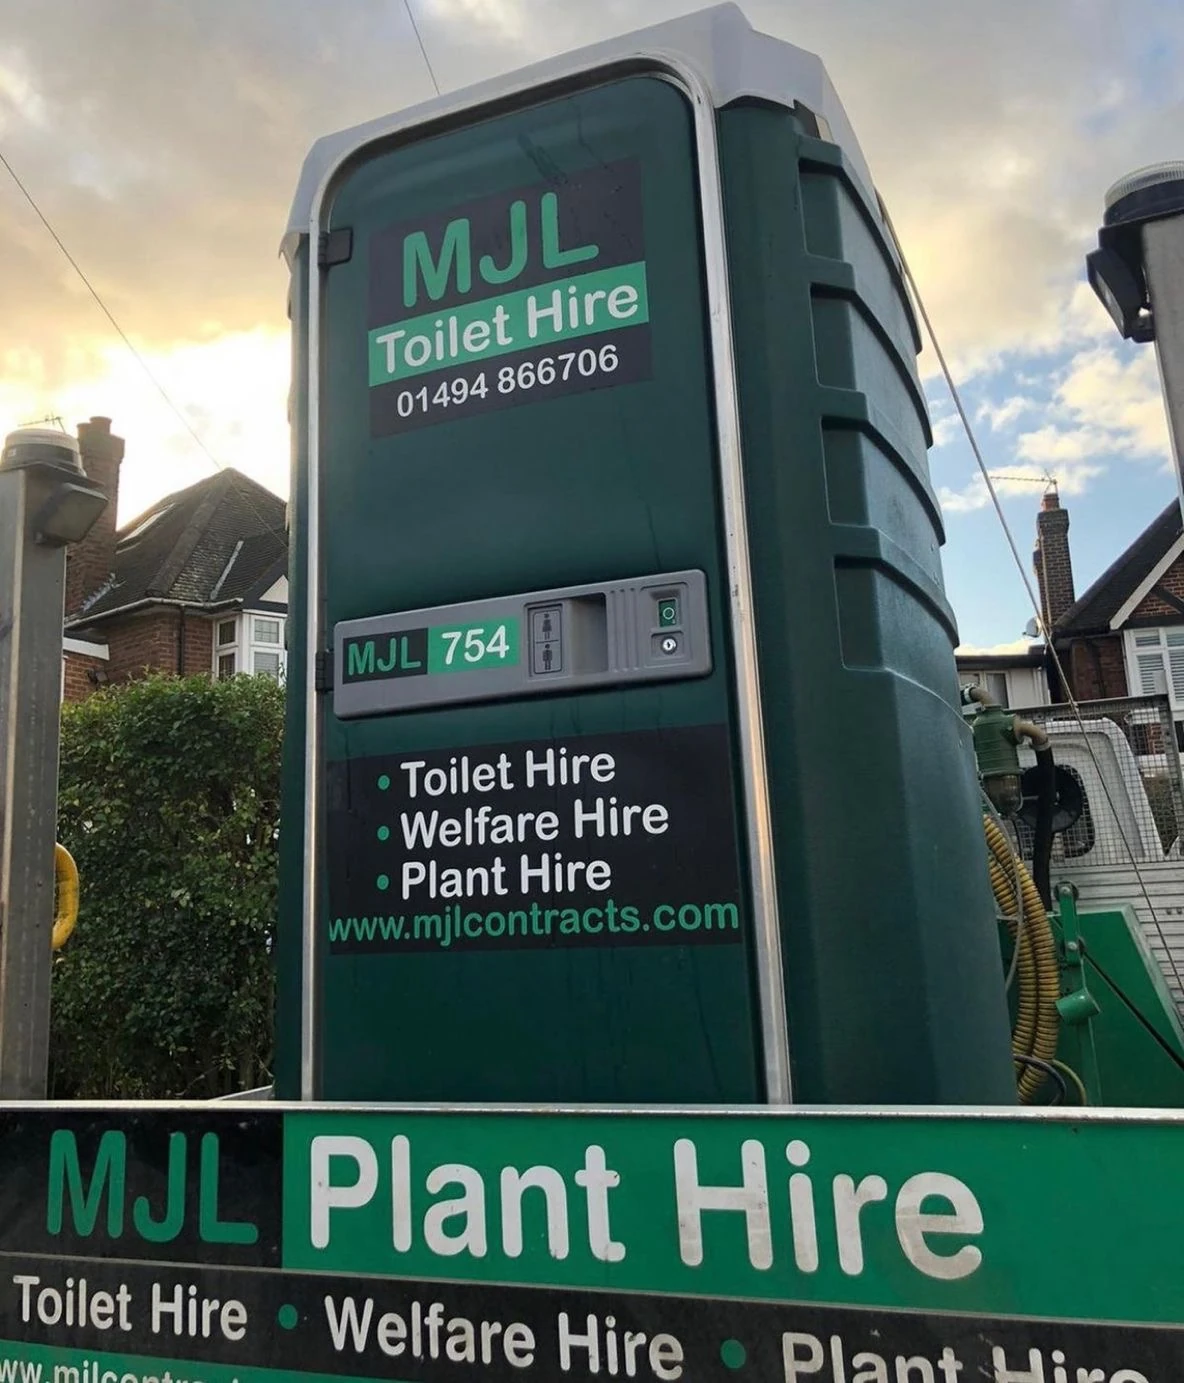 MJL
Toilet Hire
01494 866706
MJL 754
• Toilet Hire
• Welfare Hire
• Plant Hire
www.mjlcontracts.com
MJL Plant Hire
Toilet Hire • Welfare Hire • Plant Hire